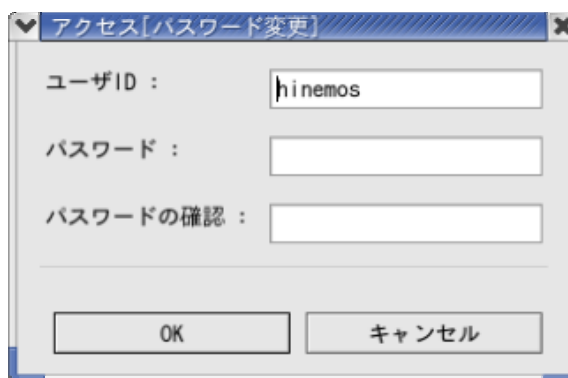 アクセス[パスワード変更]
ユーザID :
hinemos
パスワード :
パスワードの確認 :
OK
キャンセル